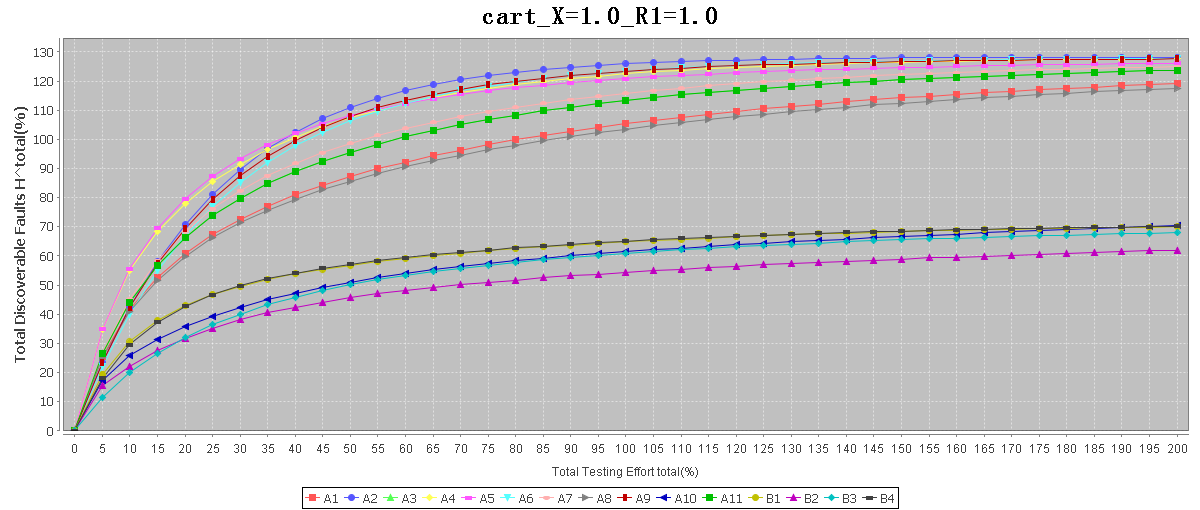 cart_X=1.0_R1=1.0
Total Discoverable Faults H^total(%)
130
120
110
100
90
80
70
60
50
40
30
20
10
0
0 5 10 15 20 25 30 35 40 45 50 55 60 65 70 75 80 85 90 95 100 105 110 115 120 125 130 135 140 145 150 155 160 165 170 175 180 185 190 195 200
Total Testing Effort total(%)
A1 A2 A3 A4 A5 A6 A7 A8 A9 A10 A11 B1 B2 B3 B4